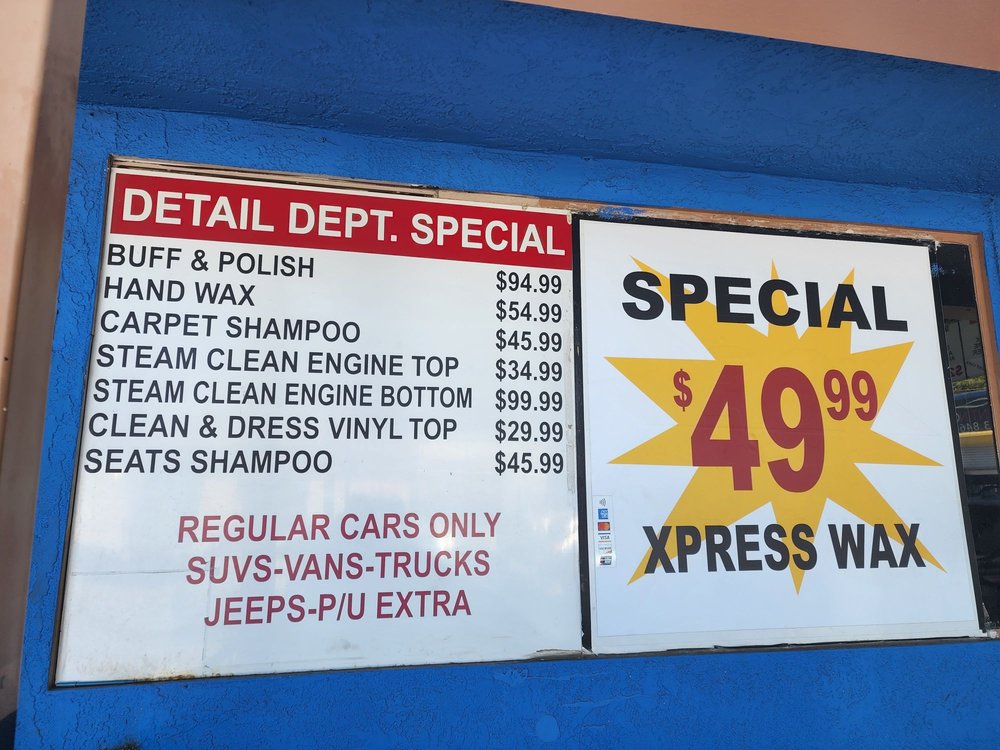 DETAIL DEPT. SPECIAL
BUFF & POLISH $94.99
HAND WAX $54.99
CARPET SHAMPOO $45.99
STEAM CLEAN ENGINE TOP $34.99
STEAM CLEAN ENGINE BOTTOM $99.99
CLEAN & DRESS VINYL TOP $29.99
SEATS SHAMPOO $45.99
REGULAR CARS ONLY
SUVS-VANS-TRUCKS
JEEPS-P/U EXTRA
SPECIAL
$49.99
XPRESS WAX
VISA